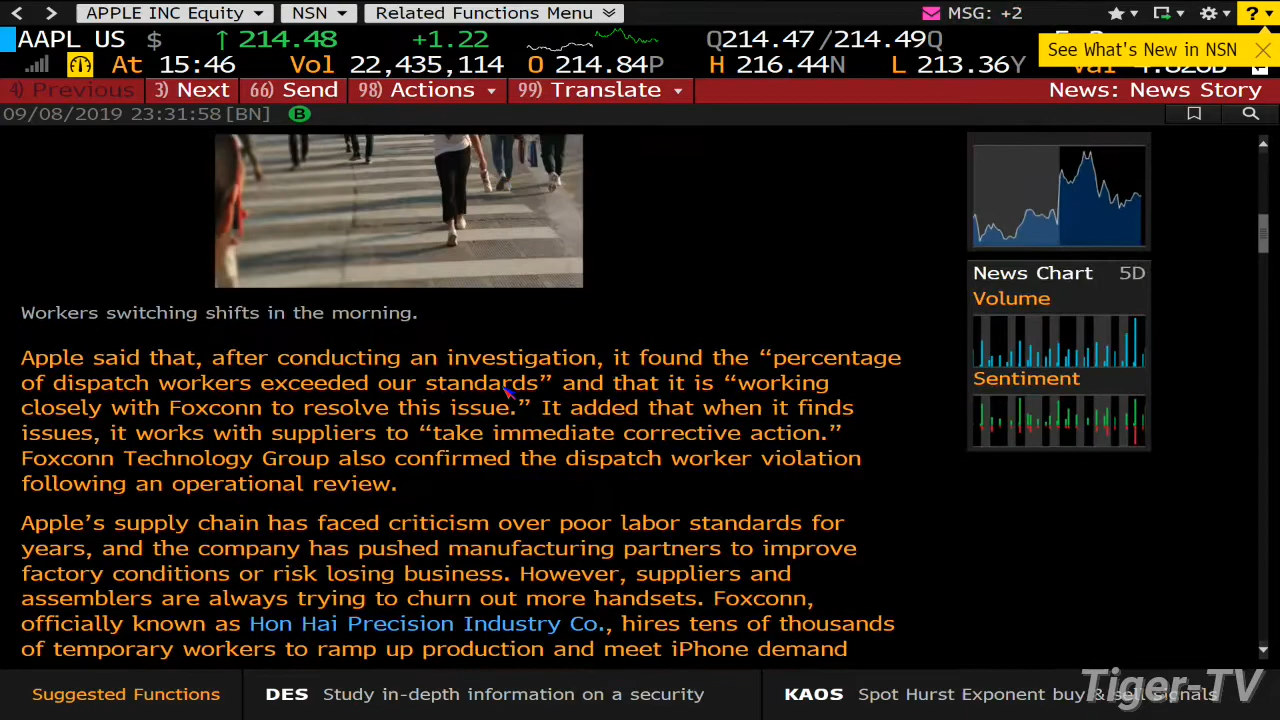 APPLE INC Equity NSN Related Functions Menu MSG: +2 ?
AAPL US $ ↑ 214.48 +1.22 Q214.47/214.49Q
See What's New in NSN
At 15:46 Vol 22,435,114 O 214.84P H 216.44N L 213.36Y Val
4) Previous 3) Next 66) Send 98) Actions 99) Translate News: News Story
09/08/2019 23:31:58 [BN] B
Workers switching shifts in the morning.
Apple said that, after conducting an investigation, it found the “percentage
of dispatch workers exceeded our standards” and that it is “working
closely with Foxconn to resolve this issue.” It added that when it finds
issues, it works with suppliers to “take immediate corrective action.”
Foxconn Technology Group also confirmed the dispatch worker violation
following an operational review.
Apple’s supply chain has faced criticism over poor labor standards for
years, and the company has pushed manufacturing partners to improve
factory conditions or risk losing business. However, suppliers and
assemblers are always trying to churn out more handsets. Foxconn,
officially known as Hon Hai Precision Industry Co., hires tens of thousands
of temporary workers to ramp up production and meet iPhone demand
News Chart 5D
Volume
Sentiment
Suggested Functions DES Study in-depth information on a security KAOS Spot Hurst Exponent buy & sell signals
Tiger-TV